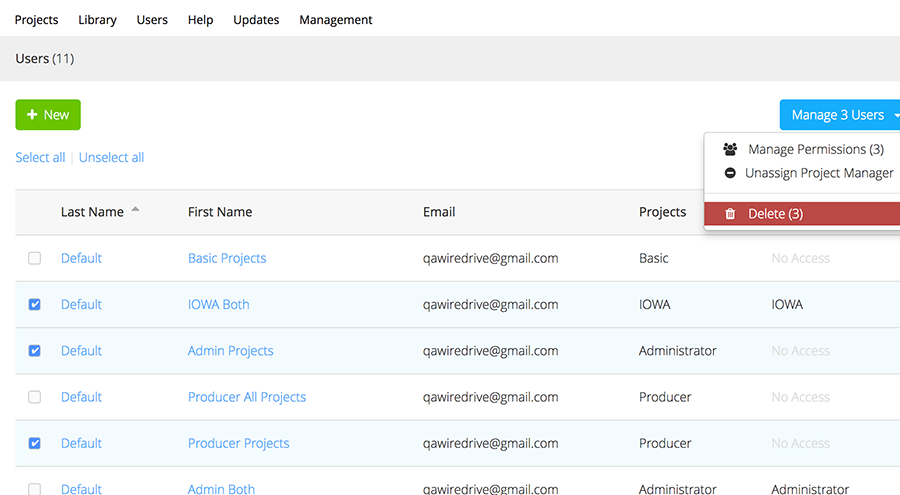 Projects Library Users Help Updates Management
Users (11)
+ New Manage 3 Users
Manage Permissions (3)
Select all | Unselect all
Unassign Project Manager
Last Name First Name Email Projects
Delete (3)
Default Basic Projects qawiredrive@gmail.com Basic No Access
Default IOWA Both qawiredrive@gmail.com IOWA IOWA
Default Admin Projects qawiredrive@gmail.com Administrator No Access
Default Producer All Projects qawiredrive@gmail.com Producer No Access
Default Producer Projects qawiredrive@gmail.com Producer No Access
Default Admin Both qawiredrive@gmail.com Administrator Administrator